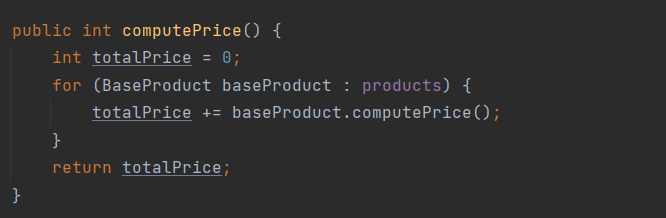 public int computePrice() {
    int totalPrice = 0;
    for (BaseProduct baseProduct : products) {
        totalPrice += baseProduct.computePrice();
    }
    return totalPrice;
}